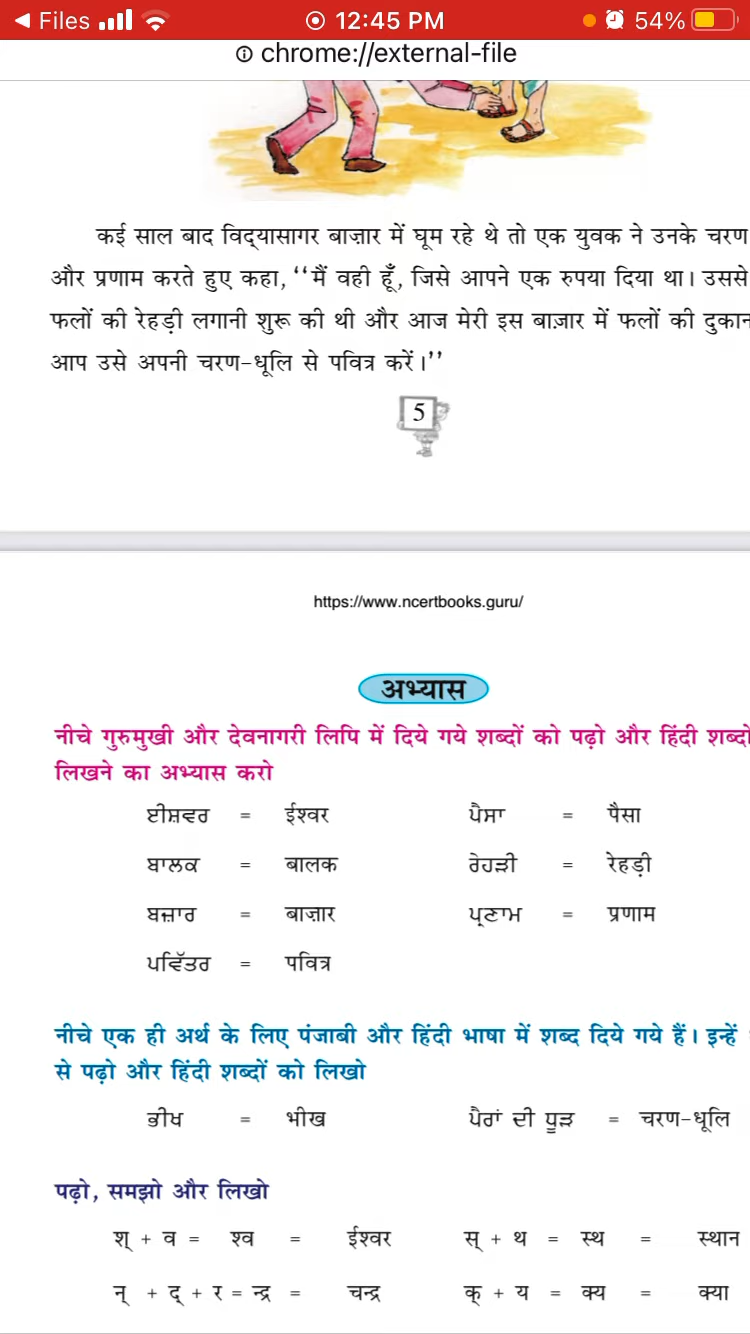 ◀ Files 12:45 PM 54%
chrome://external-file
कई साल बाद विद्यासागर बाज़ार में घूम रहे थे तो एक युवक ने उनके चरण
और प्रणाम करते हुए कहा, ‘‘मैं वही हूँ, जिसे आपने एक रुपया दिया था। उससे
फलों की रेहड़ी लगानी शुरू की थी और आज मेरी इस बाज़ार में फलों की दुकान
आप उसे अपनी चरण-धूलि से पवित्र करें।’’
5
https://www.ncertbooks.guru/
अभ्यास
नीचे गुरुमुखी और देवनागरी लिपि में दिये गये शब्दों को पढ़ो और हिंदी शब्दों
लिखने का अभ्यास करो
ਈਸ਼ਵਰ = ईश्वर ਪੈਸਾ = पैसा
ਬਾਲਕ = बालक ਰੇਹੜੀ = रेहड़ी
ਬਜ਼ਾਰ = बाज़ार ਪ੍ਰਣਾਮ = प्रणाम
ਪਵਿੱਤਰ = पवित्र
नीचे एक ही अर्थ के लिए पंजाबी और हिंदी भाषा में शब्द दिये गये हैं। इन्हें
से पढ़ो और हिंदी शब्दों को लिखो
ਭੀਖ = भीख ਪੈਰਾਂ ਦੀ ਧੂੜ = चरण-धूलि
पढ़ो, समझो और लिखो
श् + व = श्व = ईश्वर स् + थ = स्थ = स्थान
न् + द् + र = न्द्र = चन्द्र क् + य = क्य = क्या